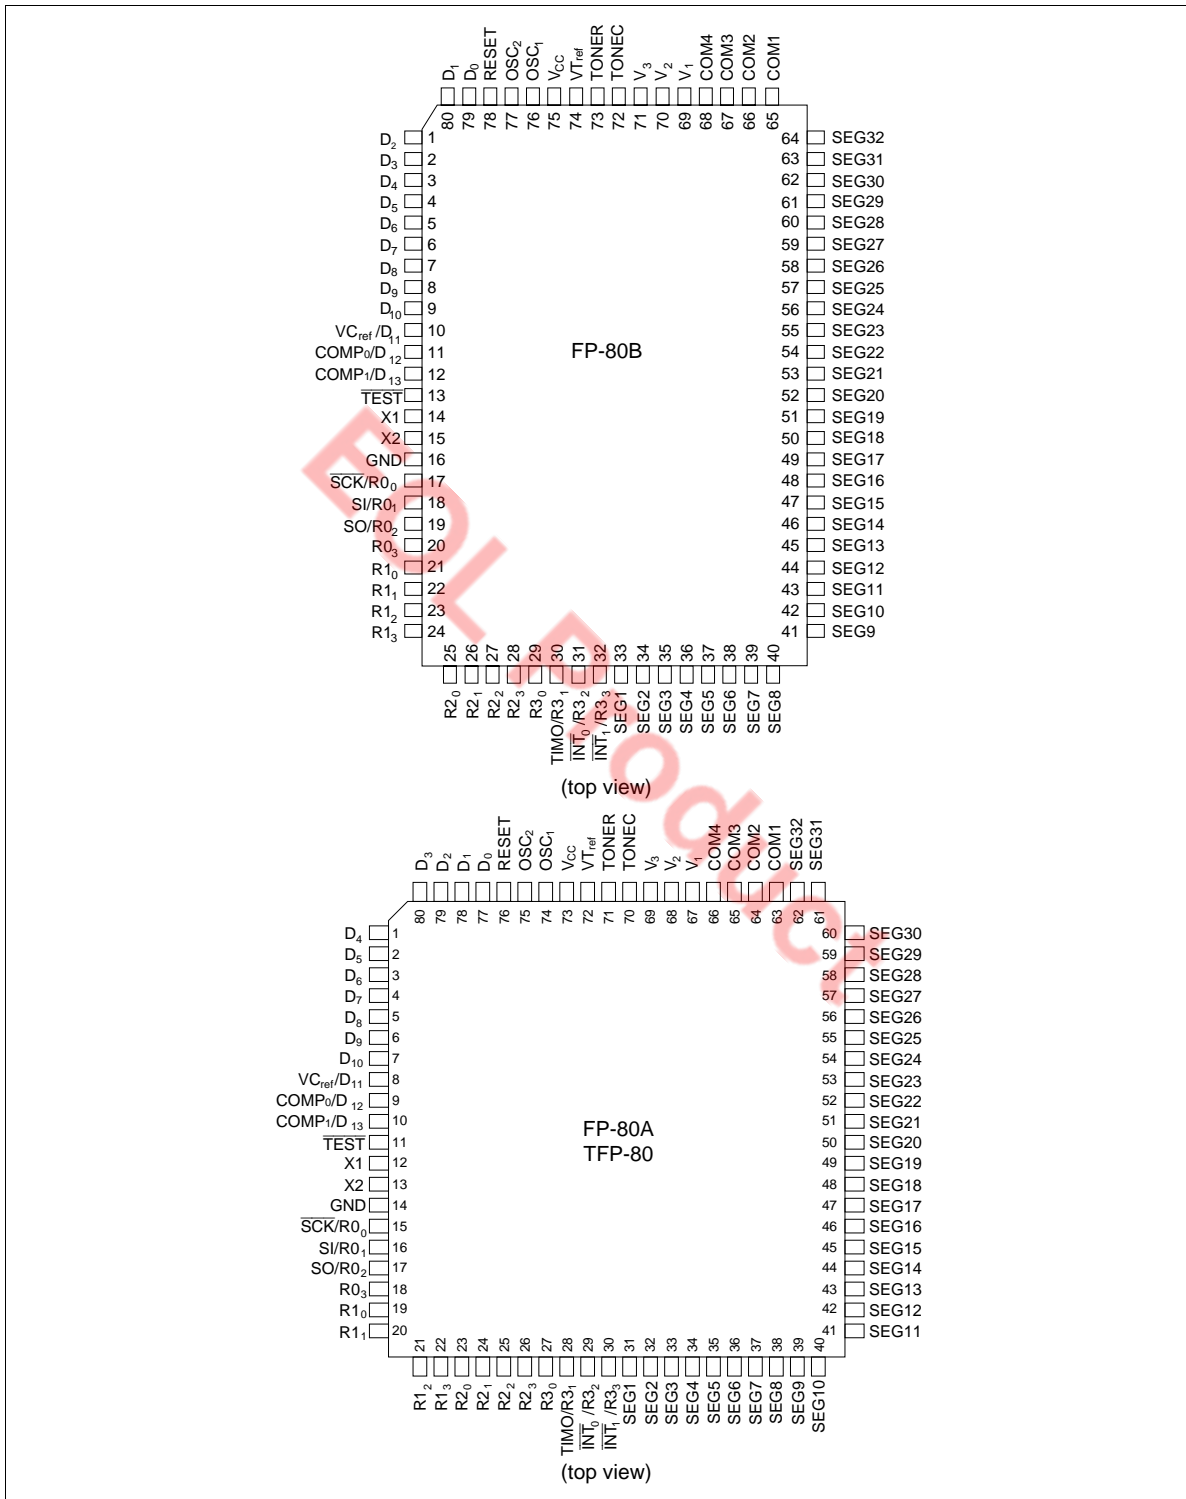 D1 D0 RESET OSC2 OSC1 VCC VTref TONER TONEC V3 V2 V1 COM4 COM3 COM2 COM1
80 79 78 77 76 75 74 73 72 71 70 69 68 67 66 65
D2 1 64 SEG32
D3 2 63 SEG31
D4 3 62 SEG30
D5 4 61 SEG29
D6 5 60 SEG28
D7 6 59 SEG27
D8 7 58 SEG26
D9 8 57 SEG25
D10 9 56 SEG24
VCref/D11 10 55 SEG23
COMP0/D12 11 FP-80B 54 SEG22
COMP1/D13 12 53 SEG21
TEST 13 52 SEG20
X1 14 51 SEG19
X2 15 50 SEG18
GND 16 49 SEG17
SCK/R00 17 48 SEG16
SI/R01 18 47 SEG15
SO/R02 19 46 SEG14
R03 20 45 SEG13
R10 21 44 SEG12
R11 22 43 SEG11
R12 23 42 SEG10
R13 24 41 SEG9
25 26 27 28 29 30 31 32 33 34 35 36 37 38 39 40
R20 R21 R22 R23 R30 TIMO/R31 INT0/R32 INT1/R33 SEG1 SEG2 SEG3 SEG4 SEG5 SEG6 SEG7 SEG8
(top view)
EOL Product
D3 D2 D1 D0 RESET OSC2 OSC1 VCC VTref TONER TONEC V3 V2 V1 COM4 COM3 COM2 COM1 SEG32 SEG31
80 79 78 77 76 75 74 73 72 71 70 69 68 67 66 65 64 63 62 61
D4 1 60 SEG30
D5 2 59 SEG29
D6 3 58 SEG28
D7 4 57 SEG27
D8 5 56 SEG26
D9 6 55 SEG25
D10 7 54 SEG24
VCref/D11 8 53 SEG23
COMP0/D12 9 52 SEG22
COMP1/D13 10 FP-80A 51 SEG21
TEST 11 TFP-80 50 SEG20
X1 12 49 SEG19
X2 13 48 SEG18
GND 14 47 SEG17
SCK/R00 15 46 SEG16
SI/R01 16 45 SEG15
SO/R02 17 44 SEG14
R03 18 43 SEG13
R10 19 42 SEG12
R11 20 41 SEG11
21 22 23 24 25 26 27 28 29 30 31 32 33 34 35 36 37 38 39 40
R12 R13 R20 R21 R22 R23 R30 TIMO/R31 INT0/R32 INT1/R33 SEG1 SEG2 SEG3 SEG4 SEG5 SEG6 SEG7 SEG8 SEG9 SEG10
(top view)